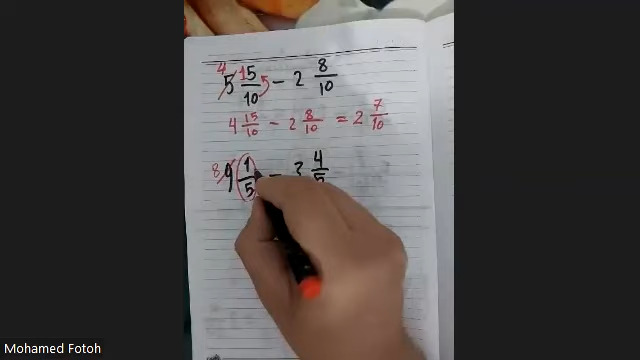 4 5 15/10 5 - 2 8/10
4 15/10 - 2 8/10 = 2 7/10
8 9 1/5 - 3 4/5
Mohamed Fotoh